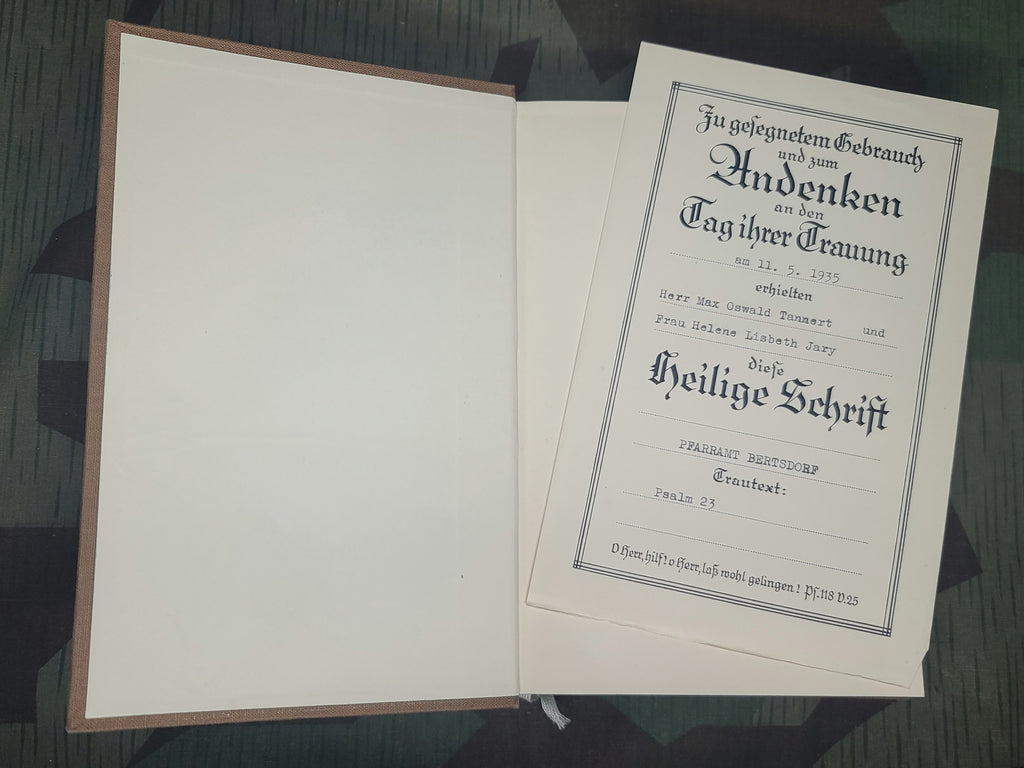 Zu gesegnetem Gebrauch
und zum
Andenken
an den
Tag ihrer Trauung
am 11. 5. 1935
erhielten
Herr Max Oswald Tannert und
Frau Helene Lisbeth Jary
diese
Heilige Schrift
PFARRAMT BERTSDORF
Trautext:
Psalm 23
O Herr, hilf! o Herr, laß wohl gelingen! Ps. 118 V. 25